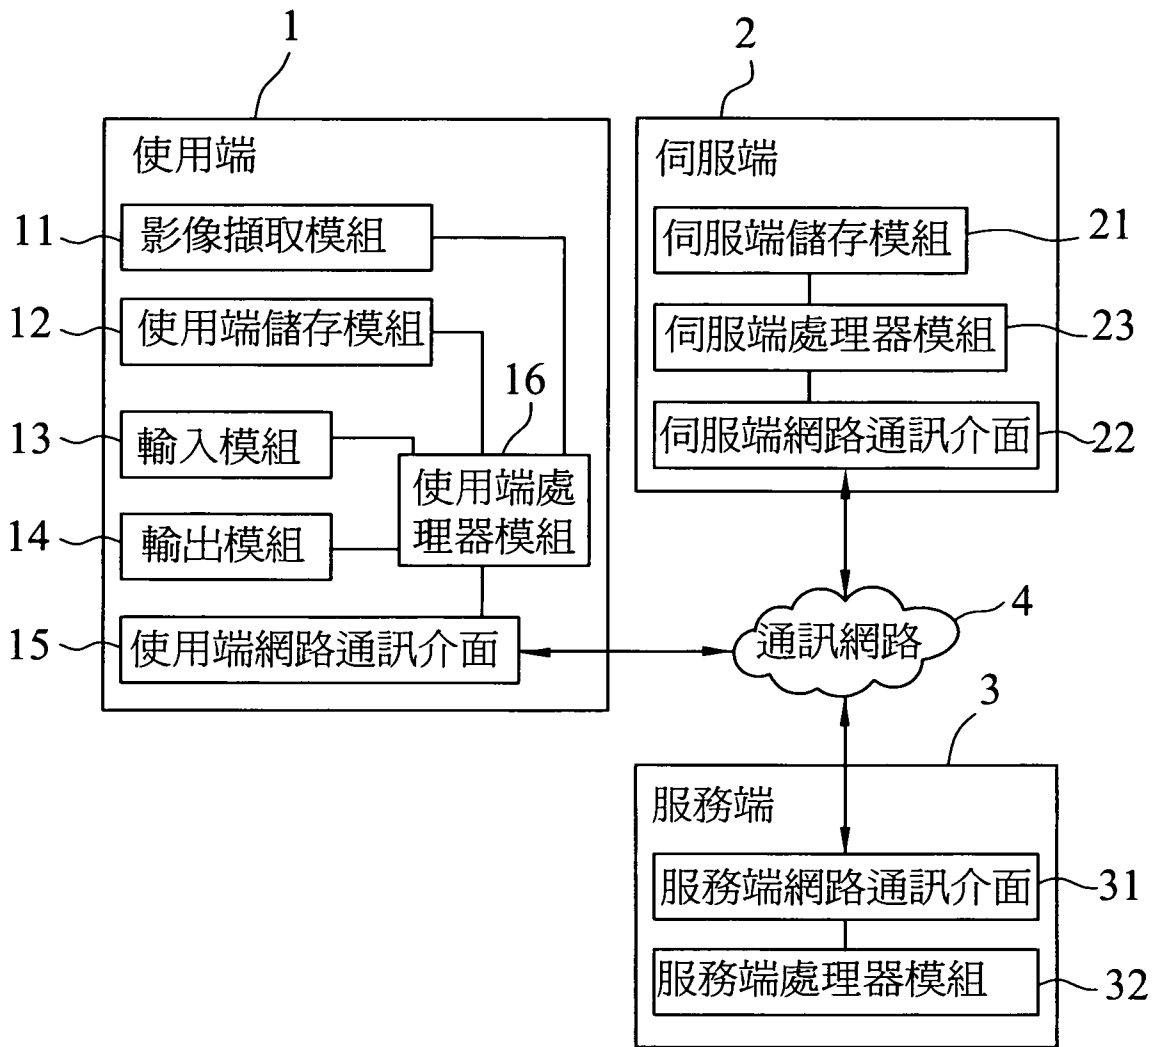 1
使用端
11
影像擷取模組
12
使用端儲存模組
16
13
輸入模組
使用端處
理器模組
14
輸出模組
15
使用端網路通訊介面
2
伺服端
伺服端儲存模組
21
伺服端處理器模組
23
伺服端網路通訊介面
22
4
通訊網路
3
服務端
服務端網路通訊介面
31
服務端處理器模組
32